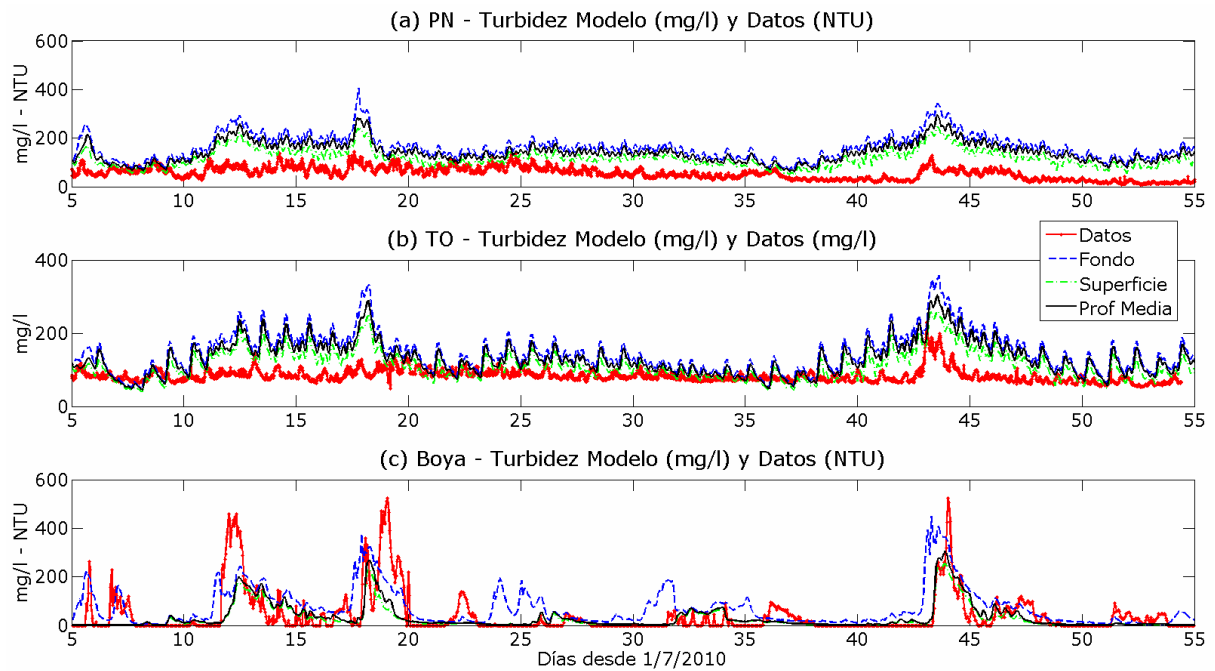 (a) PN - Turbidez Modelo (mg/l) y Datos (NTU)
mg/l - NTU
600
400
200
0
5 10 15 20 25 30 35 40 45 50 55
(b) TO - Turbidez Modelo (mg/l) y Datos (mg/l)
Datos
Fondo
Superficie
Prof Media
mg/l
400
200
0
5 10 15 20 25 30 35 40 45 50 55
(c) Boya - Turbidez Modelo (mg/l) y Datos (NTU)
mg/l - NTU
600
400
200
0
5 10 15 20 25 30 35 40 45 50 55
Días desde 1/7/2010